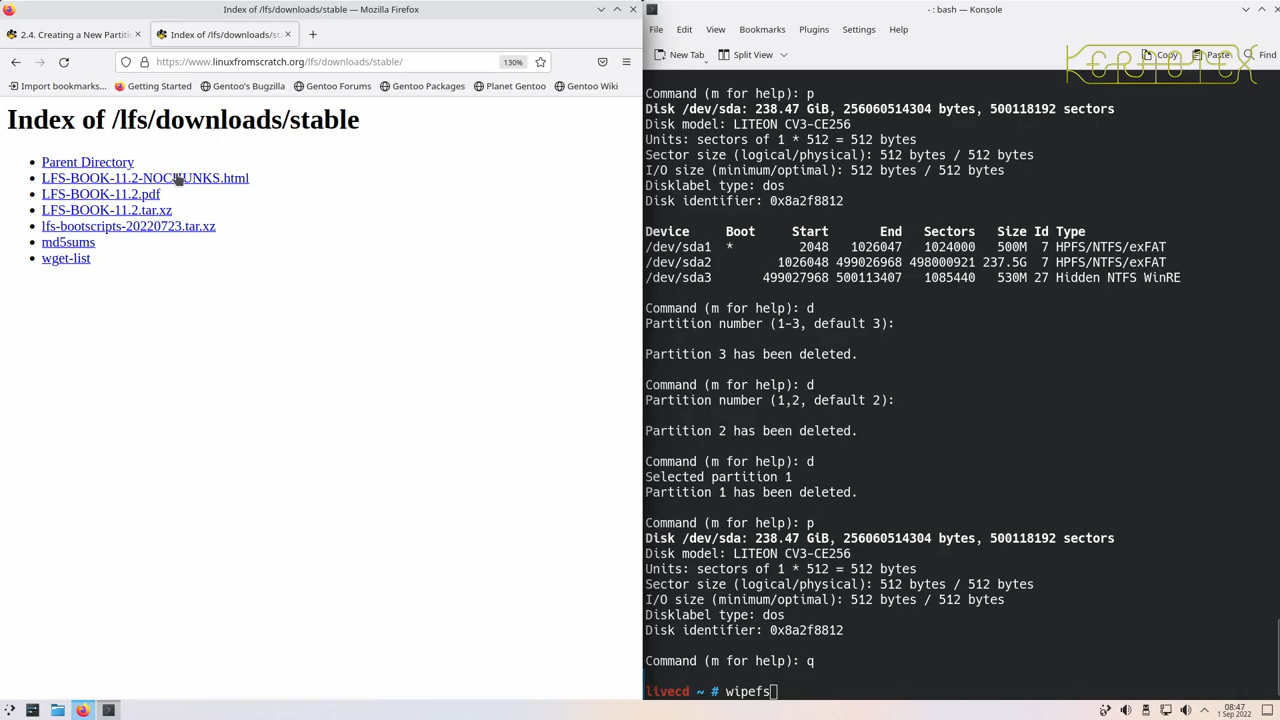 Index of /lfs/downloads/stable — Mozilla Firefox
2.4. Creating a New Partitio
Index of /lfs/downloads/sta
https://www.linuxfromscratch.org/lfs/downloads/stable/
130%
Import bookmarks...
Getting Started
Gentoo's Bugzilla
Gentoo Forums
Gentoo Packages
Planet Gentoo
Gentoo Wiki
Index of /lfs/downloads/stable
Parent Directory
LFS-BOOK-11.2-NOCHUNKS.html
LFS-BOOK-11.2.pdf
LFS-BOOK-11.2.tar.xz
lfs-bootscripts-20220723.tar.xz
md5sums
wget-list
- : bash — Konsole
File Edit View Bookmarks Plugins Settings Help
New Tab Split View Copy Paste Find
Command (m for help): p
Disk /dev/sda: 238.47 GiB, 256060514304 bytes, 500118192 sectors
Disk model: LITEON CV3-CE256
Units: sectors of 1 * 512 = 512 bytes
Sector size (logical/physical): 512 bytes / 512 bytes
I/O size (minimum/optimal): 512 bytes / 512 bytes
Disklabel type: dos
Disk identifier: 0x8a2f8812
Device Boot Start End Sectors Size Id Type
/dev/sda1 * 2048 1026047 1024000 500M 7 HPFS/NTFS/exFAT
/dev/sda2 1026048 499026968 498000921 237.5G 7 HPFS/NTFS/exFAT
/dev/sda3 499027968 500113407 1085440 530M 27 Hidden NTFS WinRE
Command (m for help): d
Partition number (1-3, default 3):
Partition 3 has been deleted.
Command (m for help): d
Partition number (1,2, default 2):
Partition 2 has been deleted.
Command (m for help): d
Selected partition 1
Partition 1 has been deleted.
Command (m for help): p
Disk /dev/sda: 238.47 GiB, 256060514304 bytes, 500118192 sectors
Disk model: LITEON CV3-CE256
Units: sectors of 1 * 512 = 512 bytes
Sector size (logical/physical): 512 bytes / 512 bytes
I/O size (minimum/optimal): 512 bytes / 512 bytes
Disklabel type: dos
Disk identifier: 0x8a2f8812
Command (m for help): q
livecd ~ # wipefs
08:47
1 Sep 2022